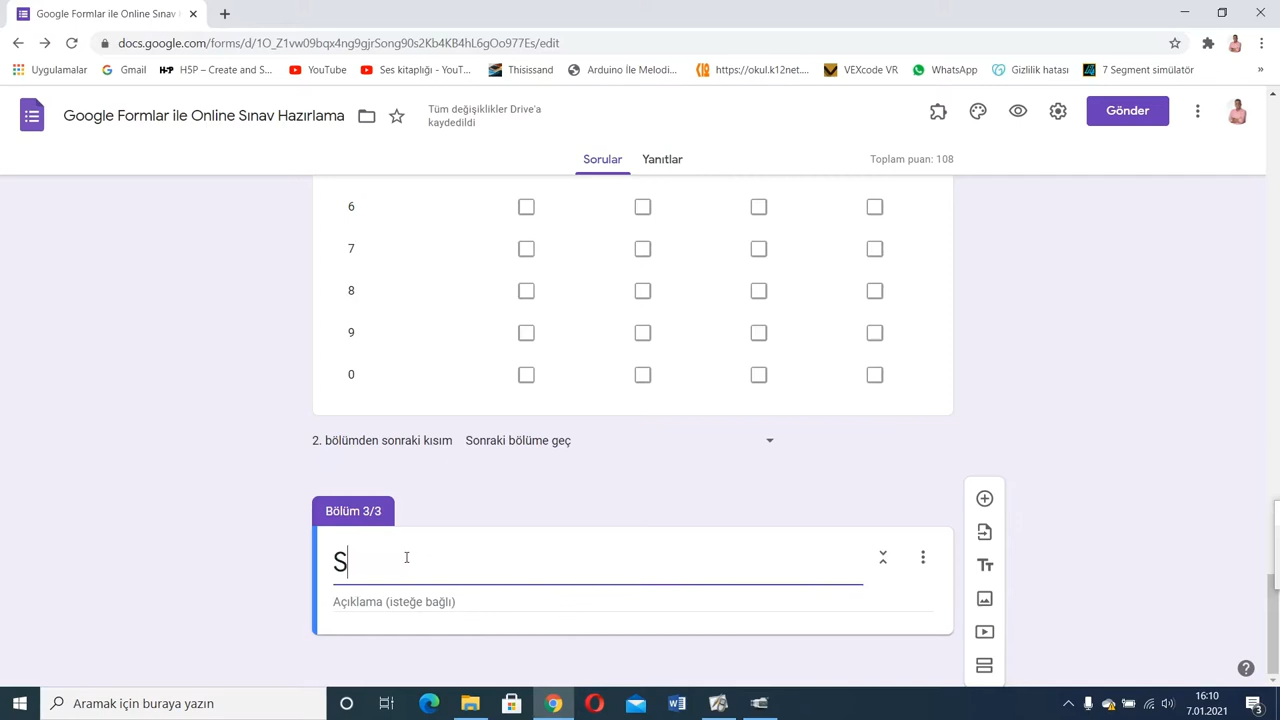 Google Formlar ile Online Sınav
docs.google.com/forms/d/1O_Z1vw09bqx4ng9gjrSong90s2Kb4KB4hL6gOo977Es/edit
Uygulamalar Gmail H5P – Create and S... YouTube Ses kitaplığı - YouT... Thisissand Arduino İle Melodi... https://okul.k12net.... VEXcode VR WhatsApp Gizlilik hatası 7 Segment simülatör
Google Formlar ile Online Sınav Hazırlama
Tüm değişiklikler Drive'a
kaydedildi
Gönder
Sorular Yanıtlar Toplam puan: 108
6
7
8
9
0
2. bölümden sonraki kısım Sonraki bölüme geç
Bölüm 3/3
S
Açıklama (isteğe bağlı)
Aramak için buraya yazın
16:10
7.01.2021
3